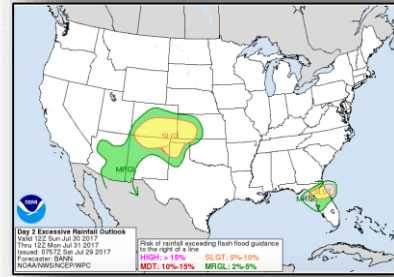 SLGT
MRGL
SLGT
MRGL
NOAA
Day 2 Excessive Rainfall Outlook
Valid 12Z Sun Jul 30 2017
Thru 12Z Mon Jul 31 2017
Issued: 0757Z Sat Jul 29 2017
Forecaster: BANN
NOAA/NWS/NCEP/WPC
Risk of rainfall exceeding flash flood guidance
to the right of a line
HIGH: > 15% SLGT: 5%-10%
MDT: 10%-15% MRGL: 2%-5%